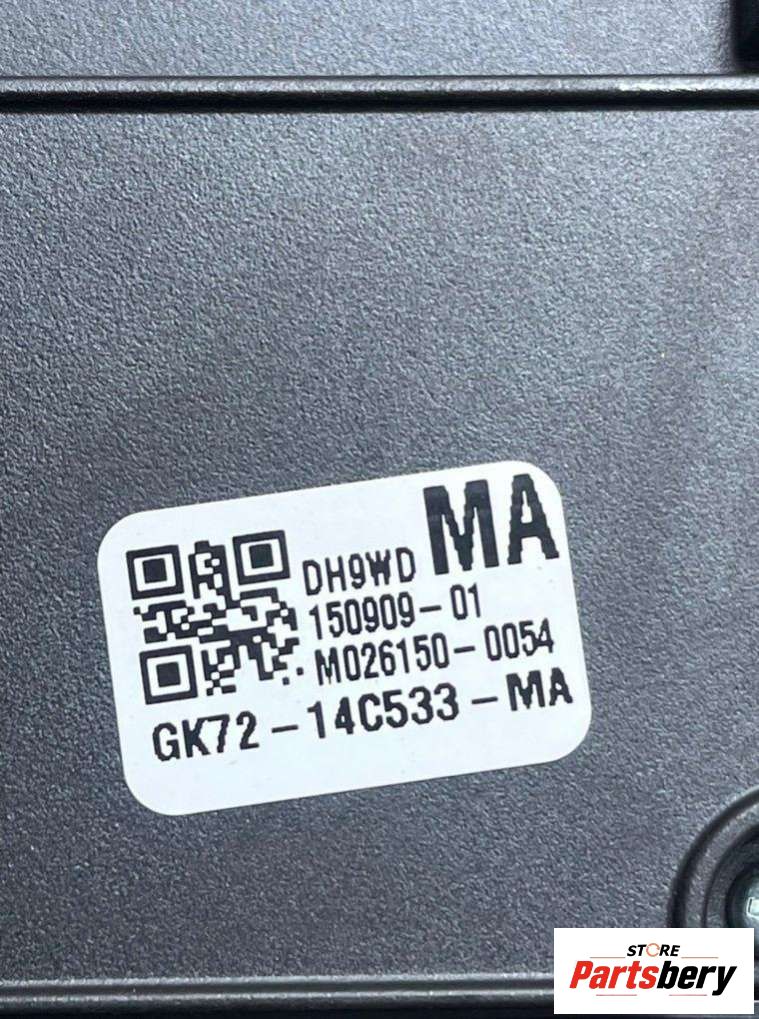 MA
DH9WD
150909-01
M026150-0054
GK72-14C533-MA
STORE
Partsbery